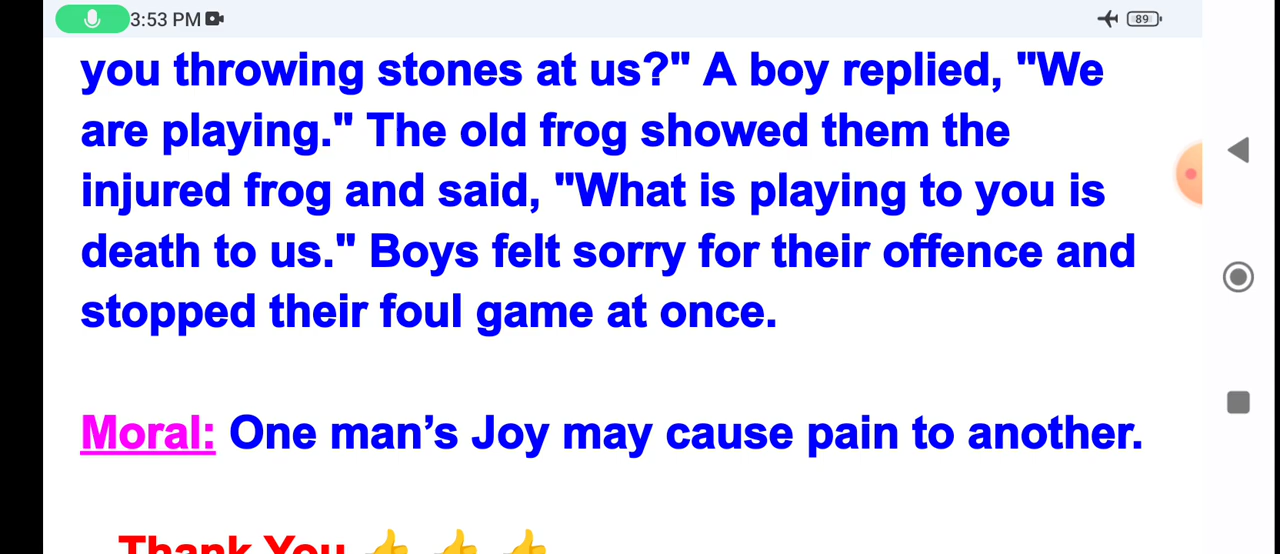 3:53 PM
89
you throwing stones at us?" A boy replied, "We
are playing." The old frog showed them the
injured frog and said, "What is playing to you is
death to us." Boys felt sorry for their offence and
stopped their foul game at once.
Moral: One man’s Joy may cause pain to another.
Thank You 👍 👍 👍